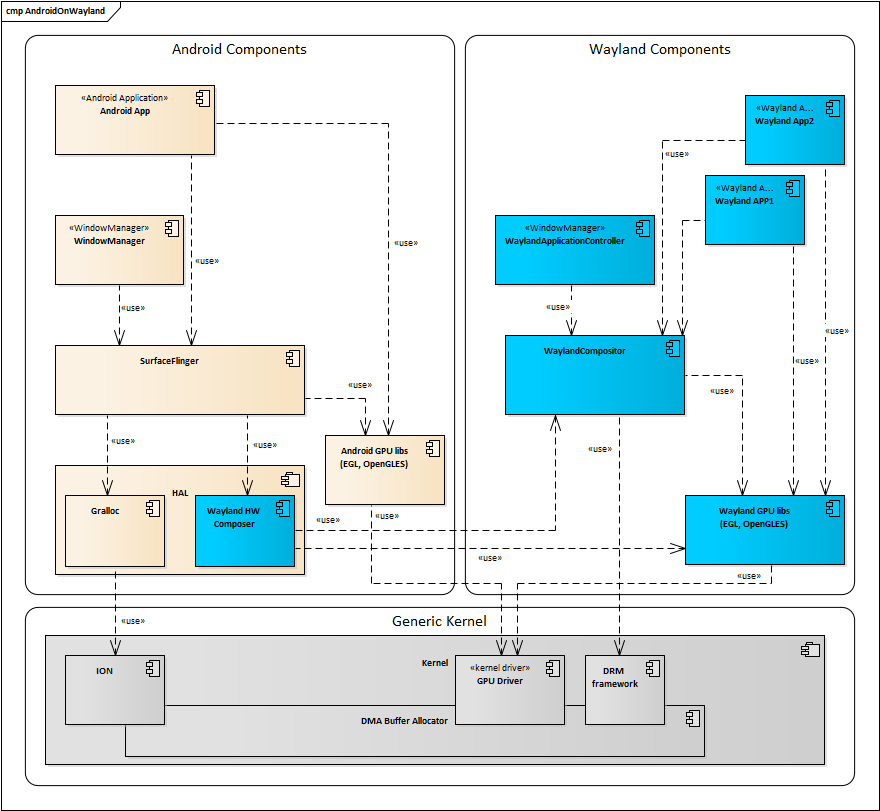 cmp AndroidOnWayland
Android Components
Wayland Components
«Android Application»
Android App
«Wayland A...
Wayland App2
«use»
«Wayland A...
Wayland APP1
«WindowManager»
WindowManager
«WindowManager»
WaylandApplicationController
«use»
«use»
«use»
«use»
«use»
SurfaceFlinger
WaylandCompositor
«use»
«use»
«use»
«use»
«use»
«use»
Android GPU libs
(EGL, OpenGLES)
HAL
Gralloc
Wayland HW
Composer
«use»
«use»
Wayland GPU libs
(EGL, OpenGLES)
«use»
«use»
«use»
Generic Kernel
Kernel
ION
«kernel driver»
GPU Driver
DRM
framework
DMA Buffer Allocator